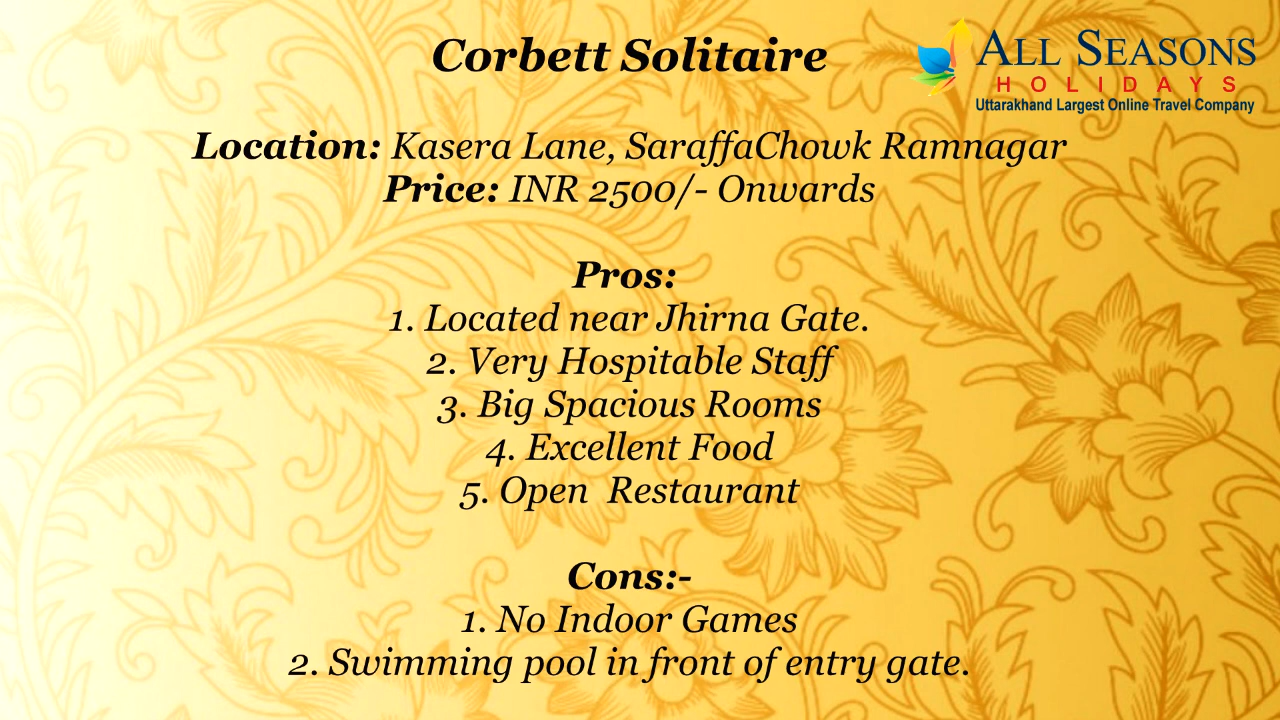 Corbett Solitaire
ALL SEASONS
HOLIDAYS
Uttarakhand Largest Online Travel Company
Location: Kasera Lane, SaraffaChowk Ramnagar
Price: INR 2500/- Onwards
Pros:
1. Located near Jhirna Gate.
2. Very Hospitable Staff
3. Big Spacious Rooms
4. Excellent Food
5. Open  Restaurant
Cons:-
1. No Indoor Games
2. Swimming pool in front of entry gate.